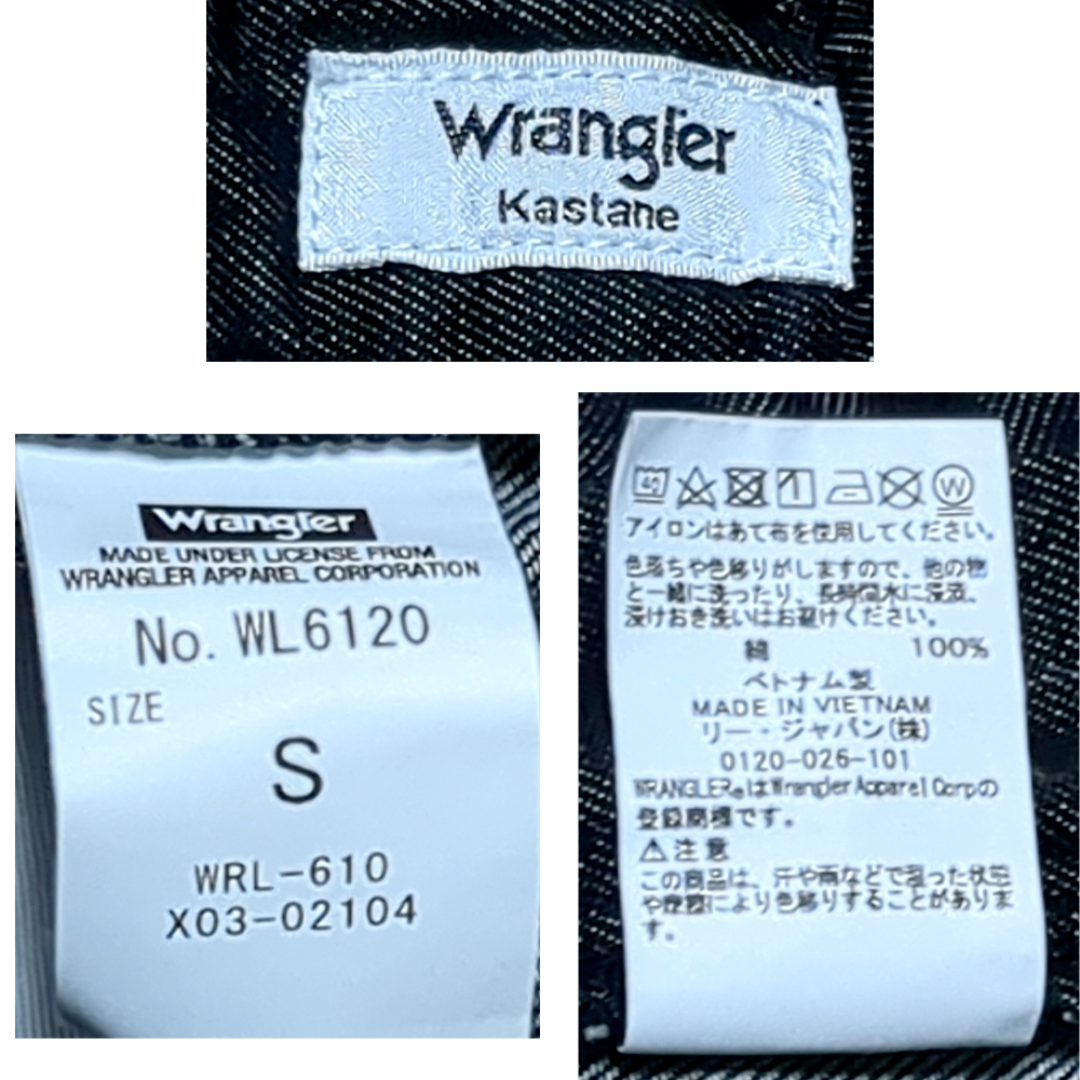 Wrangler
Kastane
Wrangler
MADE UNDER LICENSE FROM
WRANGLER APPAREL CORPORATION
No. WL6120
SIZE
S
WRL-610
X03-02104
40
W
アイロンはあて布を使用してください。
色落ちや色移りがしますので、他の物
と一緒に洗ったり、長時間水に浸漬、
浸けおき洗いはお避けください。
綿 100%
ベトナム製
MADE IN VIETNAM
リー・ジャパン(株)
0120-026-101
WRANGLER®はWrangler Apparel Corpの
登録商標です。
⚠注意
この商品は、汗や雨などで湿った状態
や摩擦により色移りすることがありま
す。